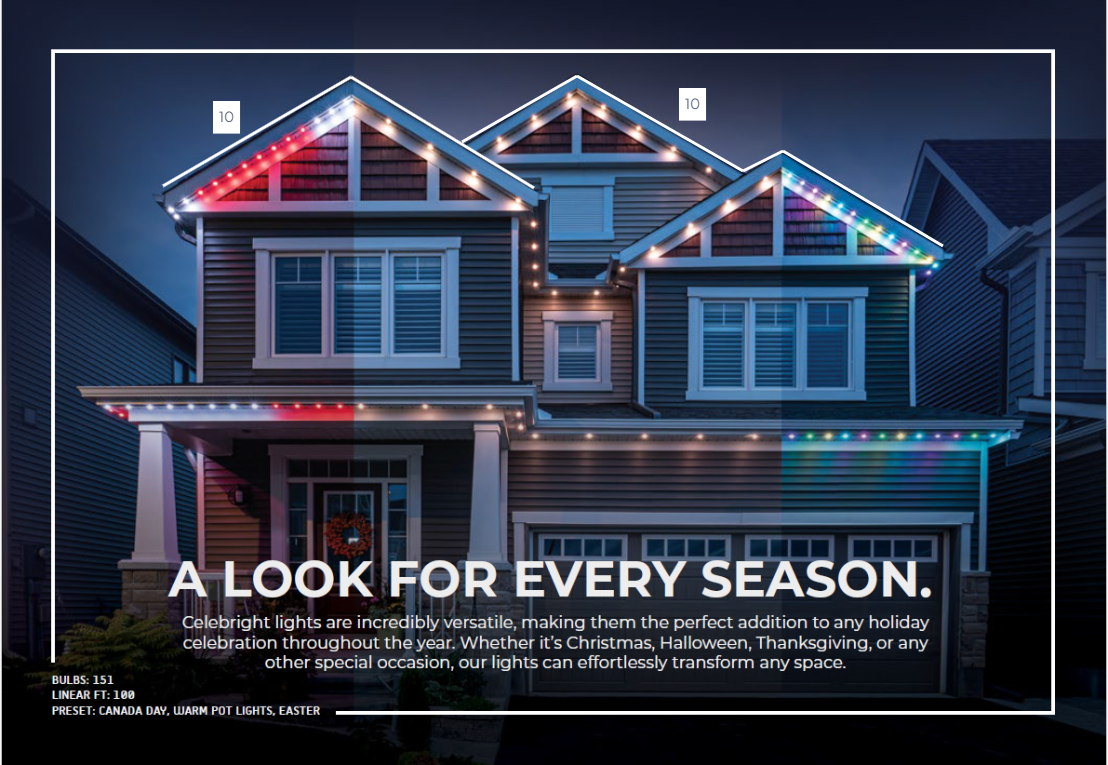 10
10
A LOOK FOR EVERY SEASON.
Celebright lights are incredibly versatile, making them the perfect addition to any holiday
celebration throughout the year. Whether it's Christmas, Halloween, Thanksgiving, or any
other special occasion, our lights can effortlessly transform any space.
BULBS: 151
LINEAR FT: 100
PRESET: CANADA DAY, WARM POT LIGHTS, EASTER